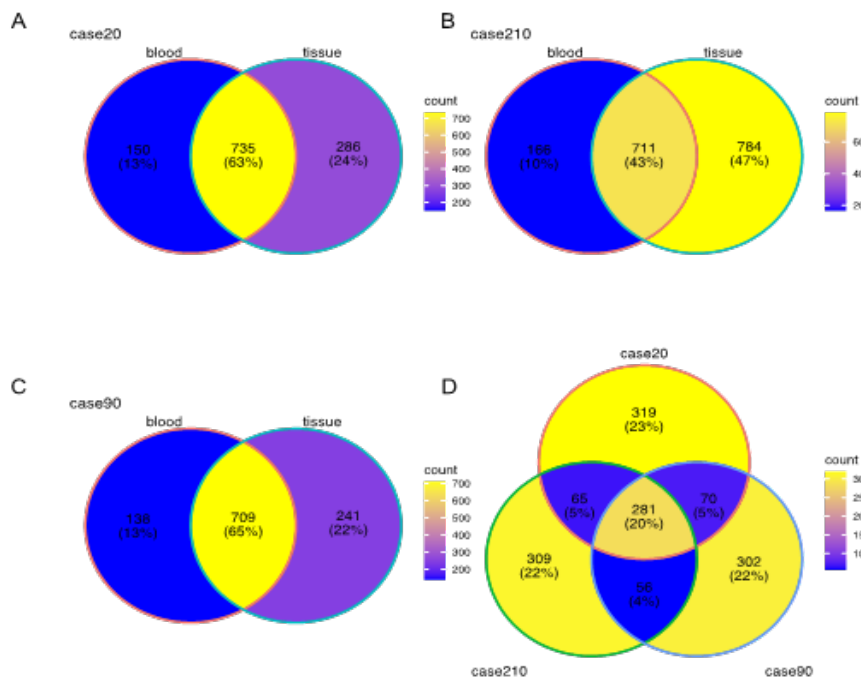 A
case20
blood
tissue
150
(13%)
735
(63%)
286
(24%)
count
700
600
500
400
300
200
B
case210
blood
tissue
(10%)
711
(43%)
784
(47%)
count
C
case90
blood
tissue
138
(13%)
709
(65%)
241
(22%)
count
700
600
500
400
300
200
D
case20
319
(23%)
65
(5%)
281
(20%)
70
(5%)
309
(22%)
56
(4%)
302
(22%)
case210
case90
count